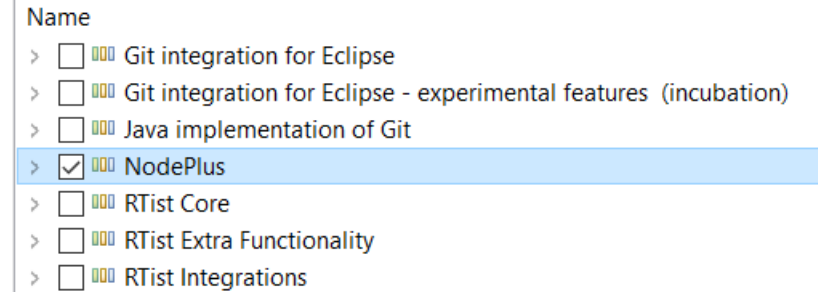 Name
Git integration for Eclipse
Git integration for Eclipse - experimental features (incubation)
Java implementation of Git
NodePlus
RTist Core
RTist Extra Functionality
RTist Integrations